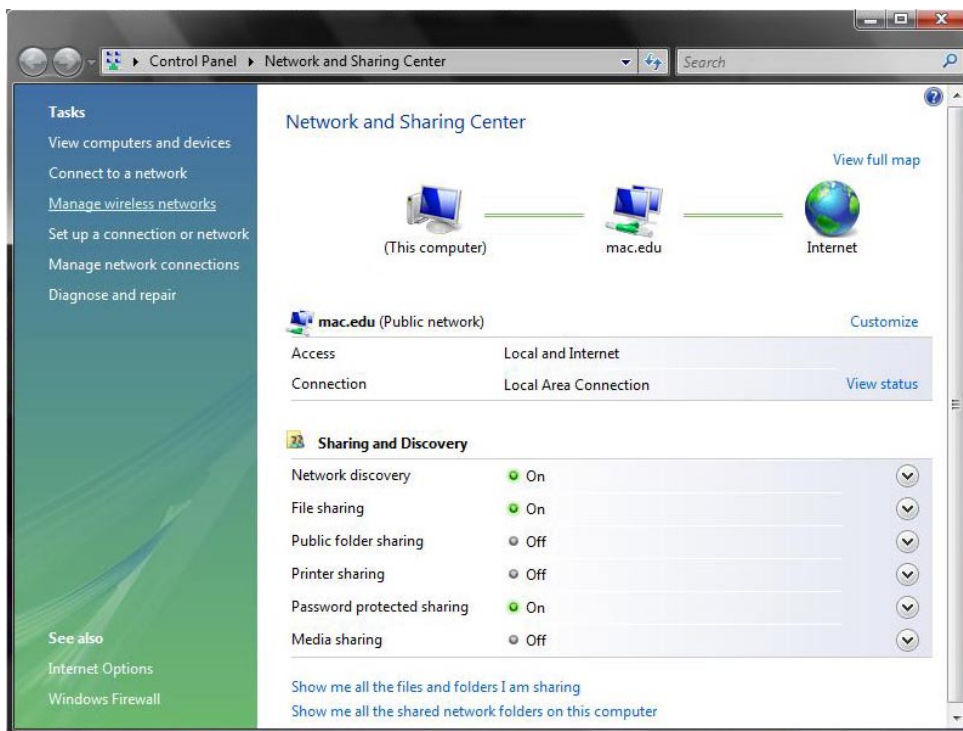 Control Panel Network and Sharing Center
Search
Tasks
View computers and devices
Connect to a network
Manage wireless networks
Set up a connection or network
Manage network connections
Diagnose and repair
See also
Internet Options
Windows Firewall
Network and Sharing Center
View full map
(This computer) mac.edu Internet
mac.edu (Public network) Customize
Access Local and Internet
Connection Local Area Connection View status
Sharing and Discovery
Network discovery On
File sharing On
Public folder sharing Off
Printer sharing Off
Password protected sharing On
Media sharing Off
Show me all the files and folders I am sharing
Show me all the shared network folders on this computer